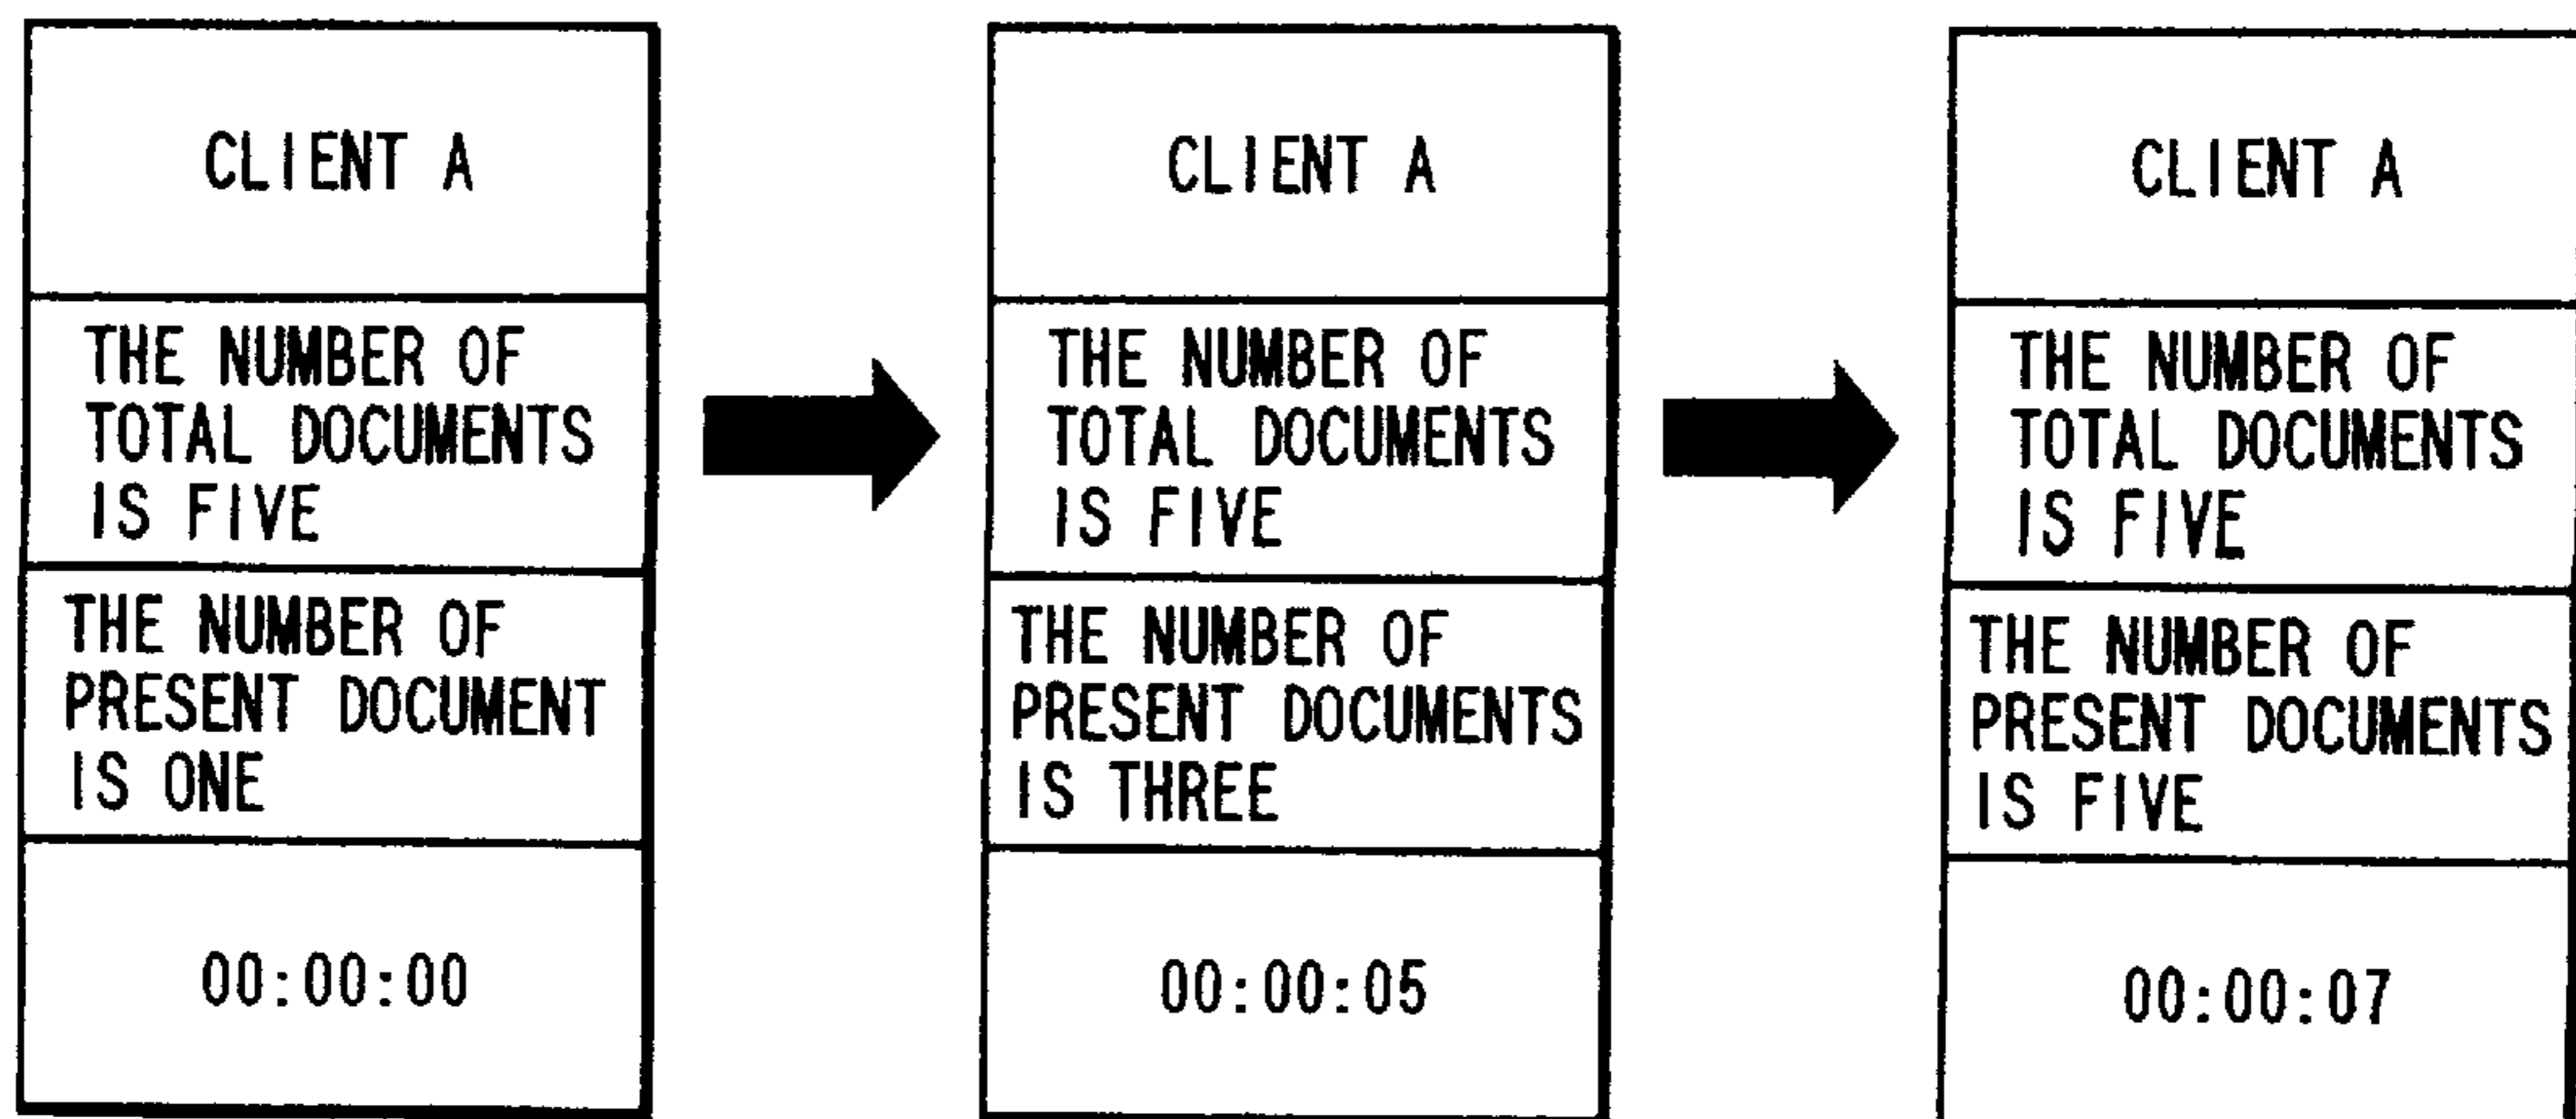 CLIENT A
THE NUMBER OF
TOTAL DOCUMENTS
IS FIVE
THE NUMBER OF
PRESENT DOCUMENT
IS ONE
00:00:00
CLIENT A
THE NUMBER OF
TOTAL DOCUMENTS
IS FIVE
THE NUMBER OF
PRESENT DOCUMENTS
IS THREE
00:00:05
CLIENT A
THE NUMBER OF
TOTAL DOCUMENTS
IS FIVE
THE NUMBER OF
PRESENT DOCUMENTS
IS FIVE
00:00:07